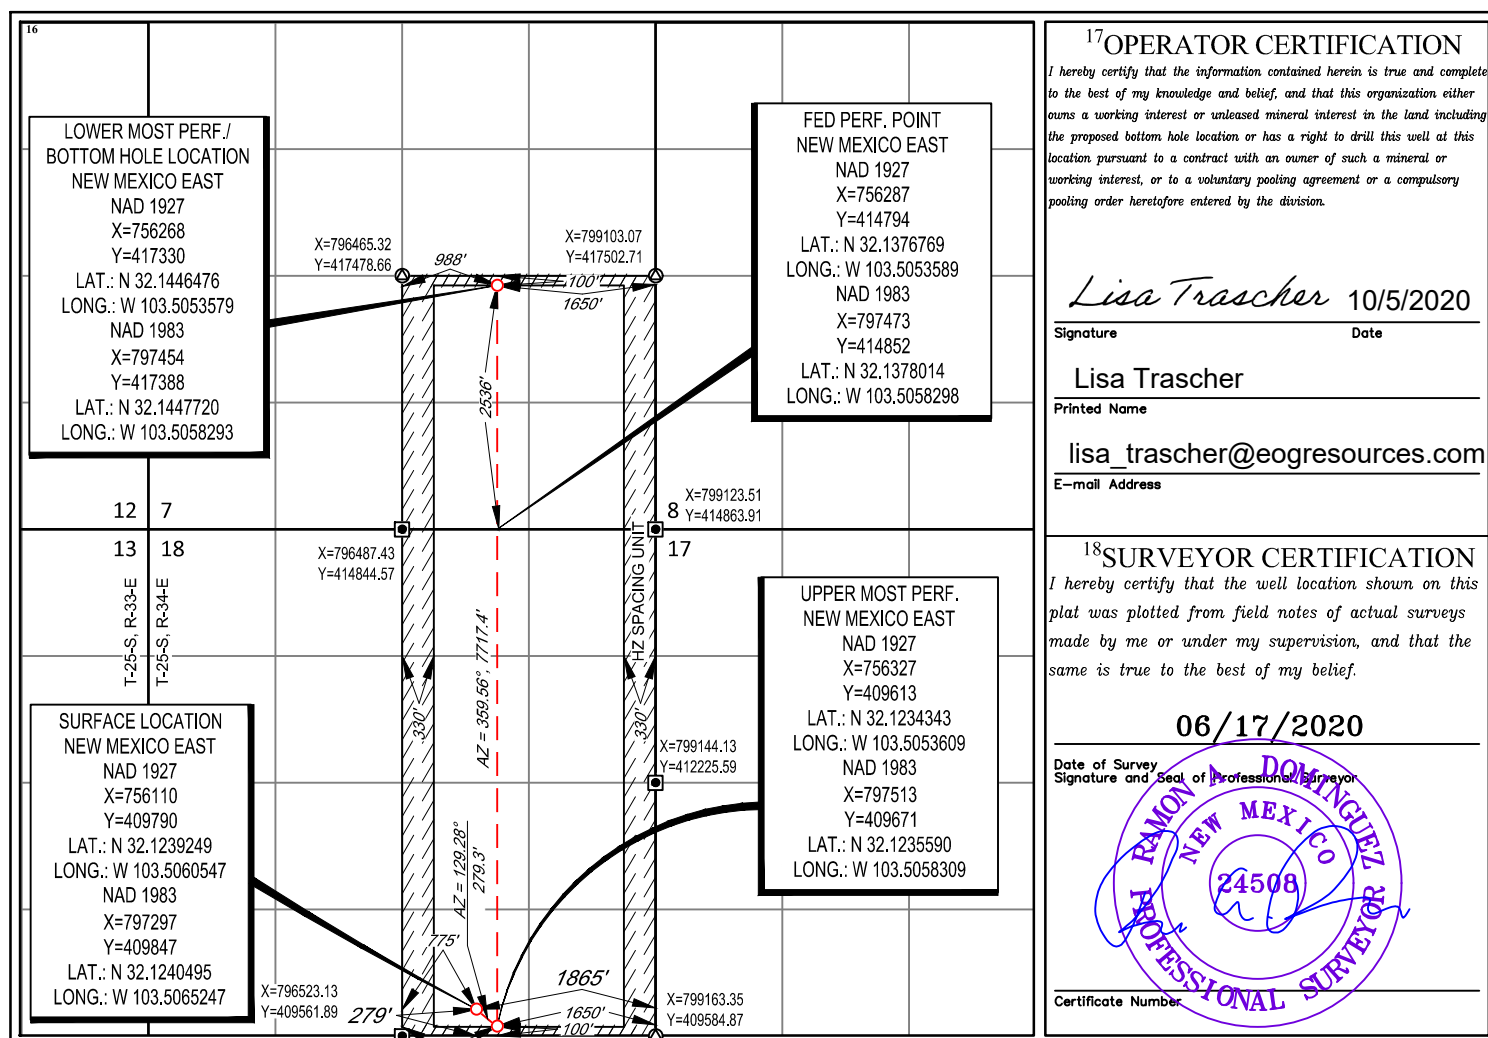 16
LOWER MOST PERF./
BOTTOM HOLE LOCATION
NEW MEXICO EAST
NAD 1927
X=756268
Y=417330
LAT.: N 32.1446476
LONG.: W 103.5053579
NAD 1983
X=797454
Y=417388
LAT.: N 32.1447720
LONG.: W 103.5058293
X=796465.32
Y=417478.66
988'
X=799103.07
Y=417502.71
100'
1650'
2536'
FED PERF. POINT
NEW MEXICO EAST
NAD 1927
X=756287
Y=414794
LAT.: N 32.1376769
LONG.: W 103.5053589
NAD 1983
X=797473
Y=414852
LAT.: N 32.1378014
LONG.: W 103.5058298
12 7
13 18
8
17
X=799123.51
Y=414863.91
X=796487.43
Y=414844.57
T-25-S, R-33-E
T-25-S, R-34-E
HZ SPACING UNIT
AZ = 359.56°, 7717.4'
330'
330'
UPPER MOST PERF.
NEW MEXICO EAST
NAD 1927
X=756327
Y=409613
LAT.: N 32.1234343
LONG.: W 103.5053609
NAD 1983
X=797513
Y=409671
LAT.: N 32.1235590
LONG.: W 103.5058309
X=799144.13
Y=412225.59
SURFACE LOCATION
NEW MEXICO EAST
NAD 1927
X=756110
Y=409790
LAT.: N 32.1239249
LONG.: W 103.5060547
NAD 1983
X=797297
Y=409847
LAT.: N 32.1240495
LONG.: W 103.5065247
AZ = 129.28°
279.3'
775'
X=796523.13
Y=409561.89
279'
1865'
1650'
100'
X=799163.35
Y=409584.87
17OPERATOR CERTIFICATION
I hereby certify that the information contained herein is true and complete
to the best of my knowledge and belief, and that this organization either
owns a working interest or unleased mineral interest in the land including
the proposed bottom hole location or has a right to drill this well at this
location pursuant to a contract with an owner of such a mineral or
working interest, or to a voluntary pooling agreement or a compulsory
pooling order heretofore entered by the division.
Lisa Trascher 10/5/2020
Signature Date
Lisa Trascher
Printed Name
lisa_trascher@eogresources.com
E-mail Address
18SURVEYOR CERTIFICATION
I hereby certify that the well location shown on this
plat was plotted from field notes of actual surveys
made by me or under my supervision, and that the
same is true to the best of my belief.
06/17/2020
Date of Survey
Signature and Seal of Professional Surveyor
RAMON A. DOMINGUEZ
NEW MEXICO
24508
PROFESSIONAL SURVEYOR
Certificate Number